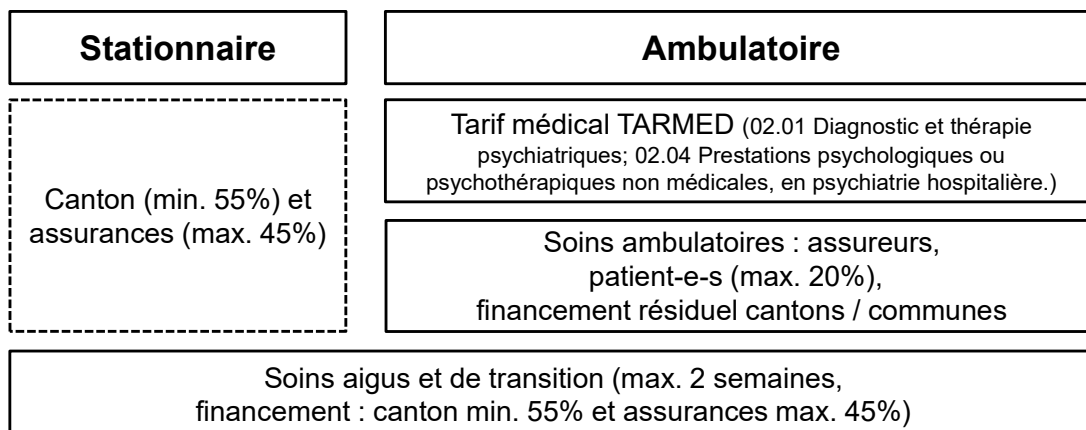 Stationnaire
Ambulatoire
Canton (min. 55%) et
assurances (max. 45%)
Tarif médical TARMED (02.01 Diagnostic et thérapie
psychiatriques; 02.04 Prestations psychologiques ou
psychothérapiques non médicales, en psychiatrie hospitalière.)
Soins ambulatoires : assureurs,
patient-e-s (max. 20%),
financement résiduel cantons / communes
Soins aigus et de transition (max. 2 semaines,
financement : canton min. 55% et assurances max. 45%)